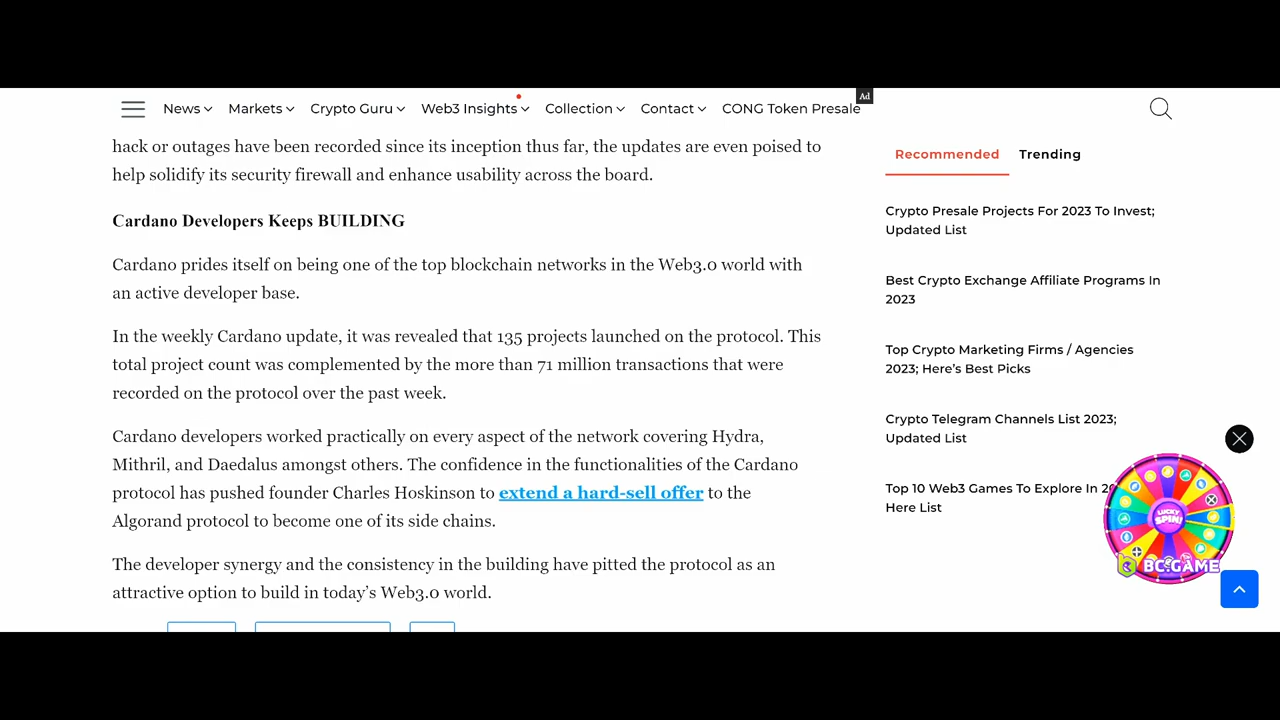 News Markets Crypto Guru Web3 Insights Collection Contact CONG Token Presale
Ad
hack or outages have been recorded since its inception thus far, the updates are even poised to
help solidify its security firewall and enhance usability across the board.
Cardano Developers Keeps BUILDING
Cardano prides itself on being one of the top blockchain networks in the Web3.0 world with
an active developer base.
In the weekly Cardano update, it was revealed that 135 projects launched on the protocol. This
total project count was complemented by the more than 71 million transactions that were
recorded on the protocol over the past week.
Cardano developers worked practically on every aspect of the network covering Hydra,
Mithril, and Daedalus amongst others. The confidence in the functionalities of the Cardano
protocol has pushed founder Charles Hoskinson to extend a hard-sell offer to the
Algorand protocol to become one of its side chains.
The developer synergy and the consistency in the building have pitted the protocol as an
attractive option to build in today's Web3.0 world.
Recommended Trending
Crypto Presale Projects For 2023 To Invest;
Updated List
Best Crypto Exchange Affiliate Programs In
2023
Top Crypto Marketing Firms / Agencies
2023; Here's Best Picks
Crypto Telegram Channels List 2023;
Updated List
Top 10 Web3 Games To Explore In
Here List
LUCKY
SPIN!
BC.GAME